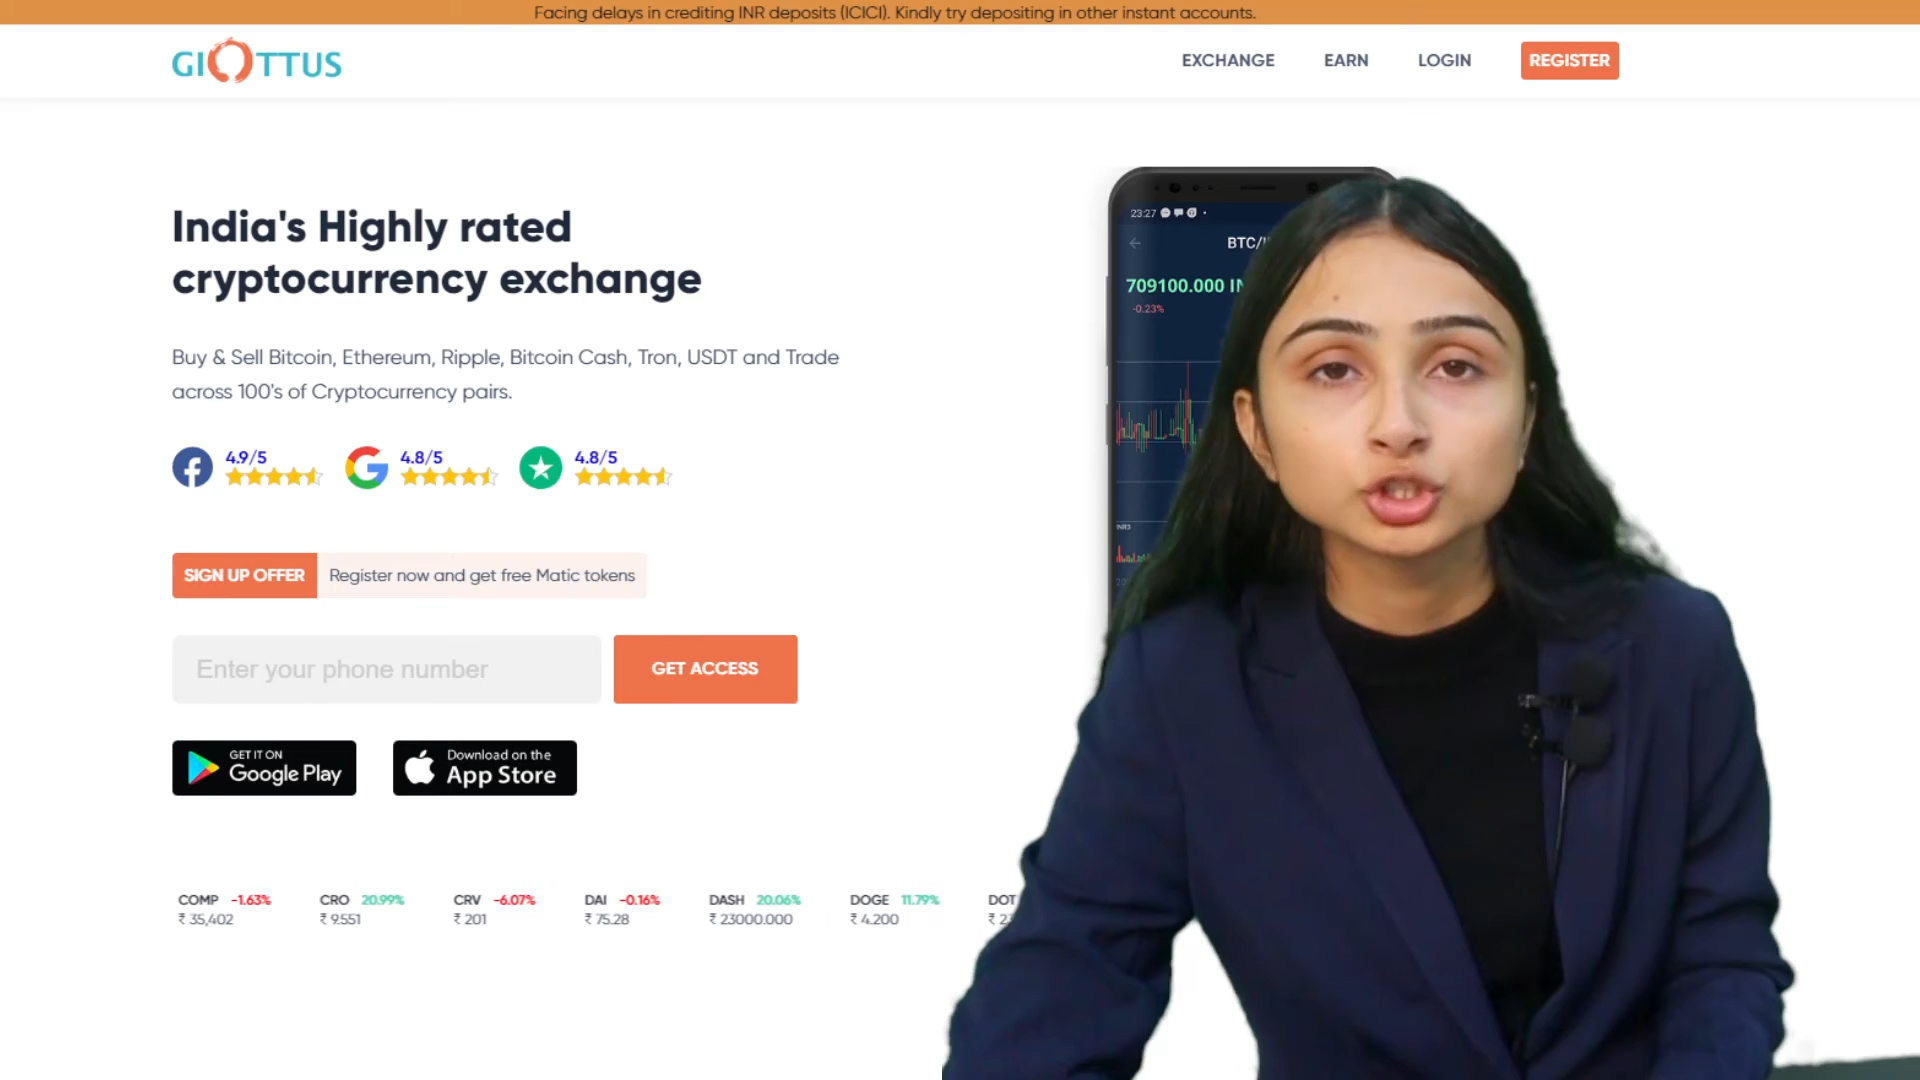 Facing delays in crediting INR deposits (ICICI). Kindly try depositing in other instant accounts.
GIOTTUS
EXCHANGE
EARN
LOGIN
REGISTER
India's Highly rated
cryptocurrency exchange
Buy & Sell Bitcoin, Ethereum, Ripple, Bitcoin Cash, Tron, USDT and Trade
across 100's of Cryptocurrency pairs.
4.9/5
4.8/5
4.8/5
SIGN UP OFFER
Register now and get free Matic tokens
Enter your phone number
GET ACCESS
GET IT ON
Google Play
Download on the
App Store
23:27
BTC/I
709100.000 IN
-0.23%
COMP -1.63%
₹ 35,402
CRO 20.99%
₹ 9.551
CRV -6.07%
₹ 201
DAI -0.16%
₹ 75.28
DASH 20.06%
₹ 23000.000
DOGE 11.79%
₹ 4.200
DOT